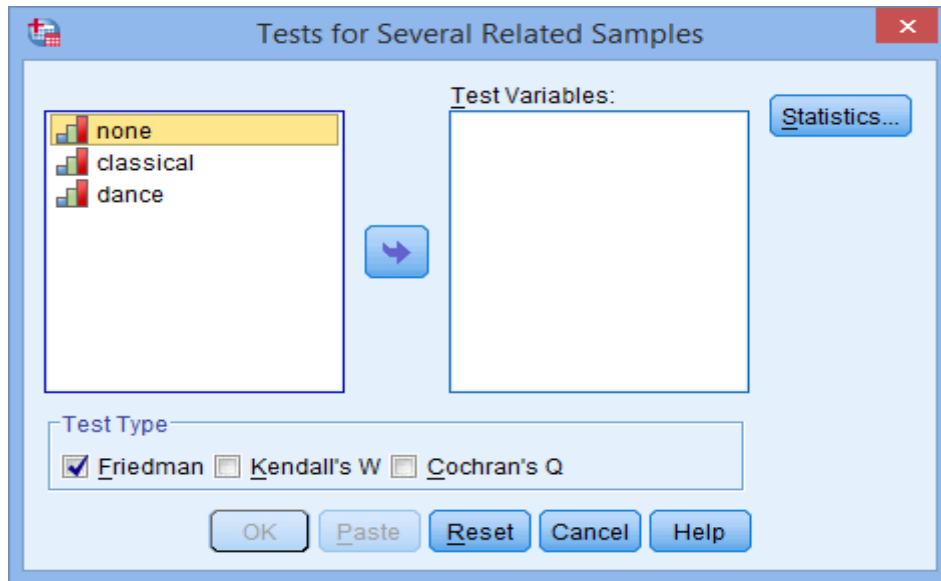 Tests for Several Related Samples
none
classical
dance
Test Variables:
Statistics...
Test Type
Friedman Kendall's W Cochran's Q
OK Paste Reset Cancel Help